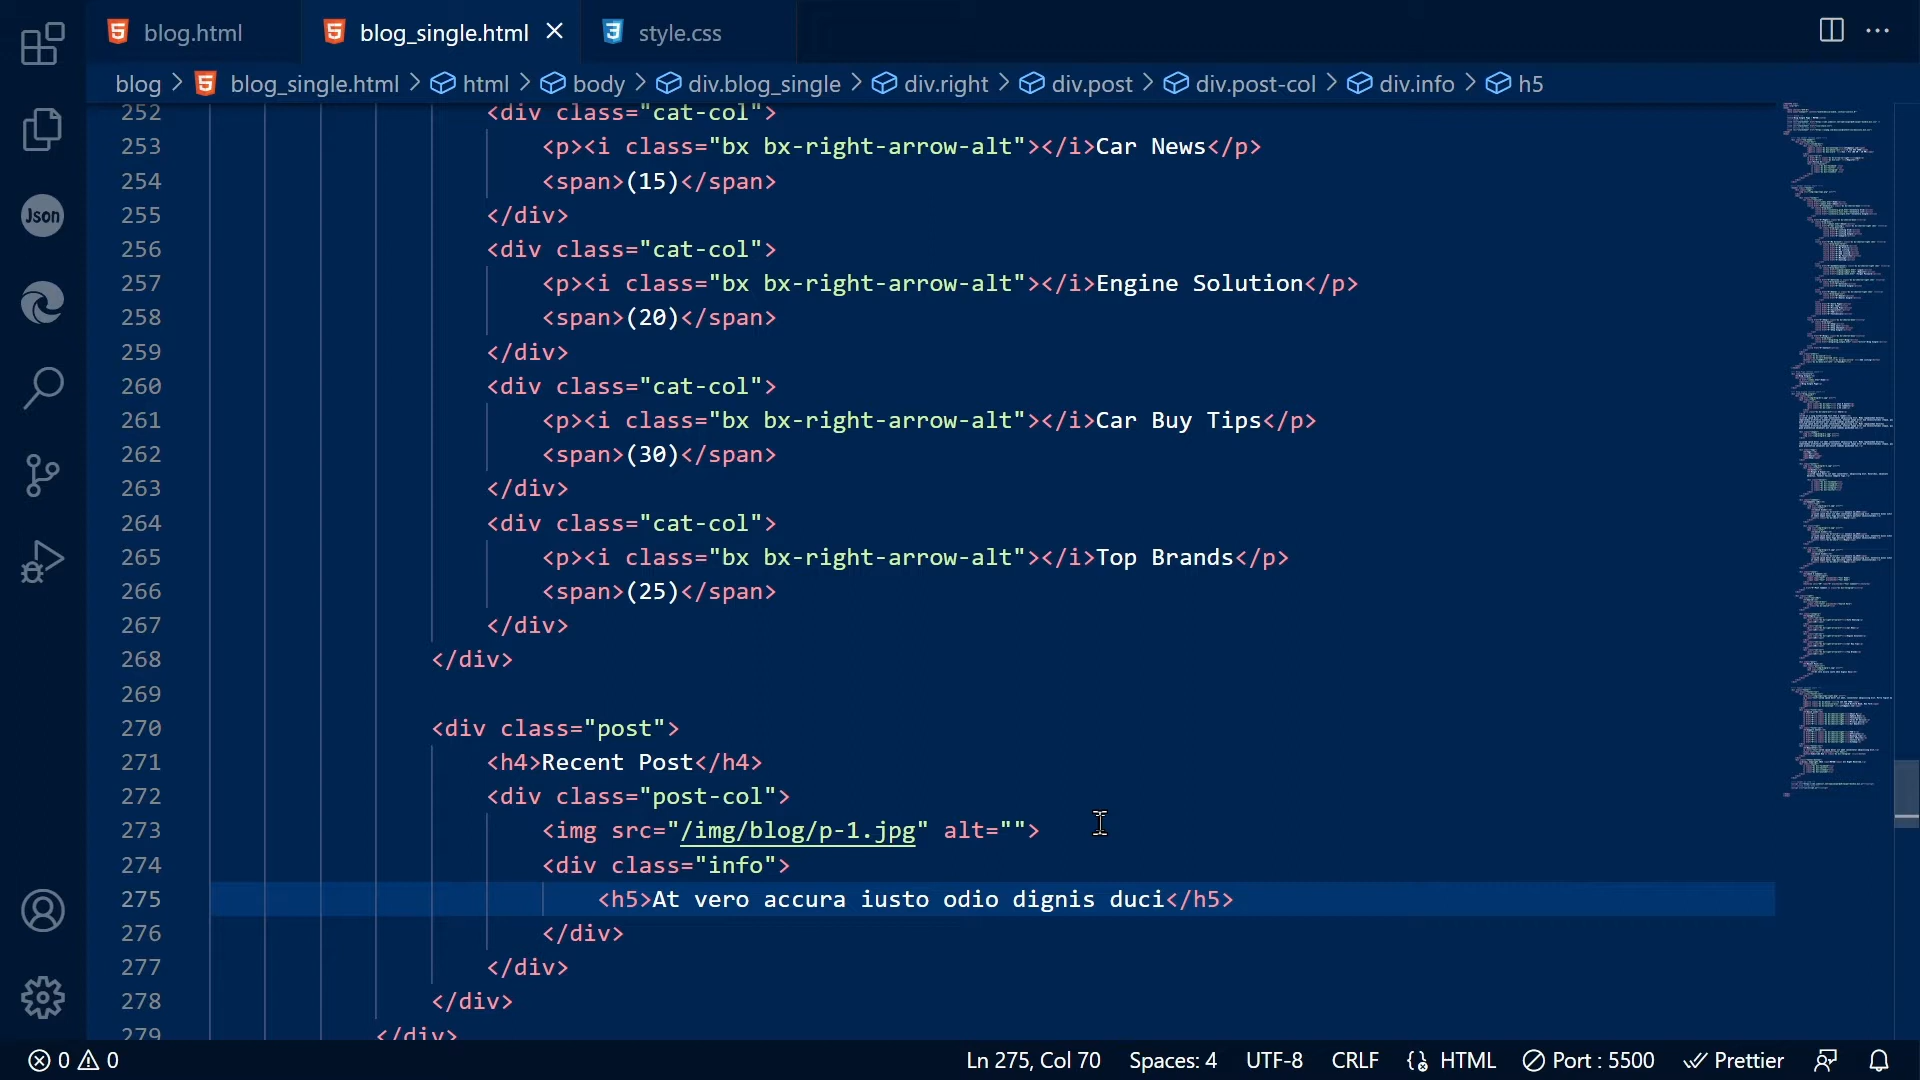 blog.html blog_single.html style.css
blog > blog_single.html > html > body > div.blog_single > div.right > div.post > div.post-col > div.info > h5
Json
252 <div class="cat-col">
253 <p><i class="bx bx-right-arrow-alt"></i>Car News</p>
254 <span>(15)</span>
255 </div>
256 <div class="cat-col">
257 <p><i class="bx bx-right-arrow-alt"></i>Engine Solution</p>
258 <span>(20)</span>
259 </div>
260 <div class="cat-col">
261 <p><i class="bx bx-right-arrow-alt"></i>Car Buy Tips</p>
262 <span>(30)</span>
263 </div>
264 <div class="cat-col">
265 <p><i class="bx bx-right-arrow-alt"></i>Top Brands</p>
266 <span>(25)</span>
267 </div>
268 </div>
269
270 <div class="post">
271 <h4>Recent Post</h4>
272 <div class="post-col">
273 <img src="/img/blog/p-1.jpg" alt="">
274 <div class="info">
275 <h5>At vero accura iusto odio dignis duci</h5>
276 </div>
277 </div>
278 </div>
279 </div>
0 0 Ln 275, Col 70 Spaces: 4 UTF-8 CRLF HTML Port : 5500 Prettier